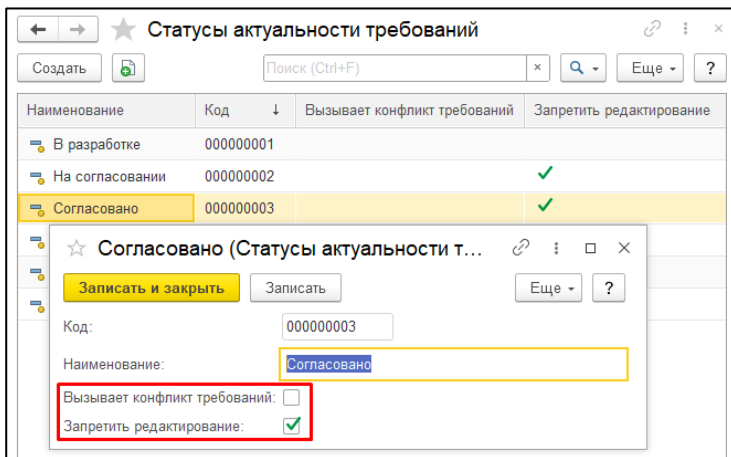 Статусы актуальности требований
Создать
Поиск (Ctrl+F)
×
Еще
?
Наименование Код ↓ Вызывает конфликт требований Запретить редактирование
В разработке 000000001
На согласовании 000000002
Согласовано 000000003
Согласовано (Статусы актуальности т...
Записать и закрыть Записать Еще ?
Код: 000000003
Наименование: Согласовано
Вызывает конфликт требований:
Запретить редактирование: